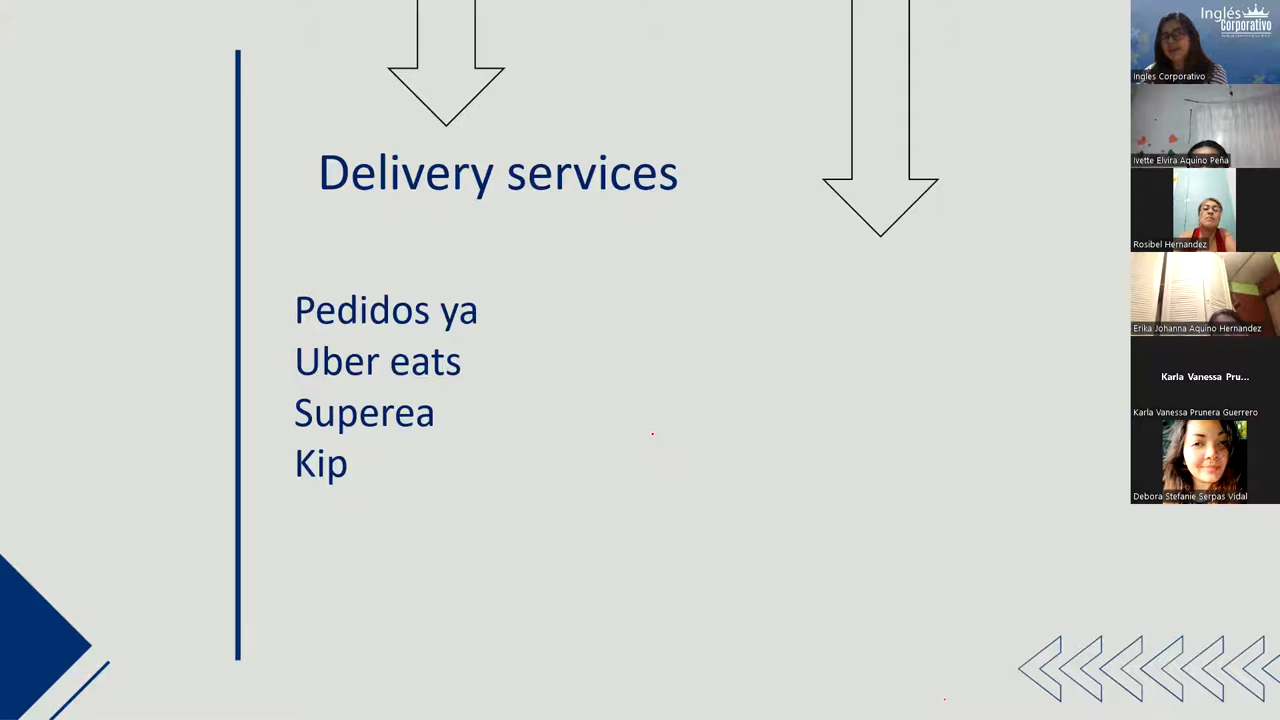 Delivery services
Pedidos ya
Uber eats
Superea
Kip
Inglés
Corporativo
Ingles Corporativo
Ivette Elvira Aquino Peña
Rosibel Hernandez
Erika Johanna Aquino Hernandez
Karla Vanessa Pru...
Karla Vanessa Prunera Guerrero
Debora Stefanie Serpas Vidal